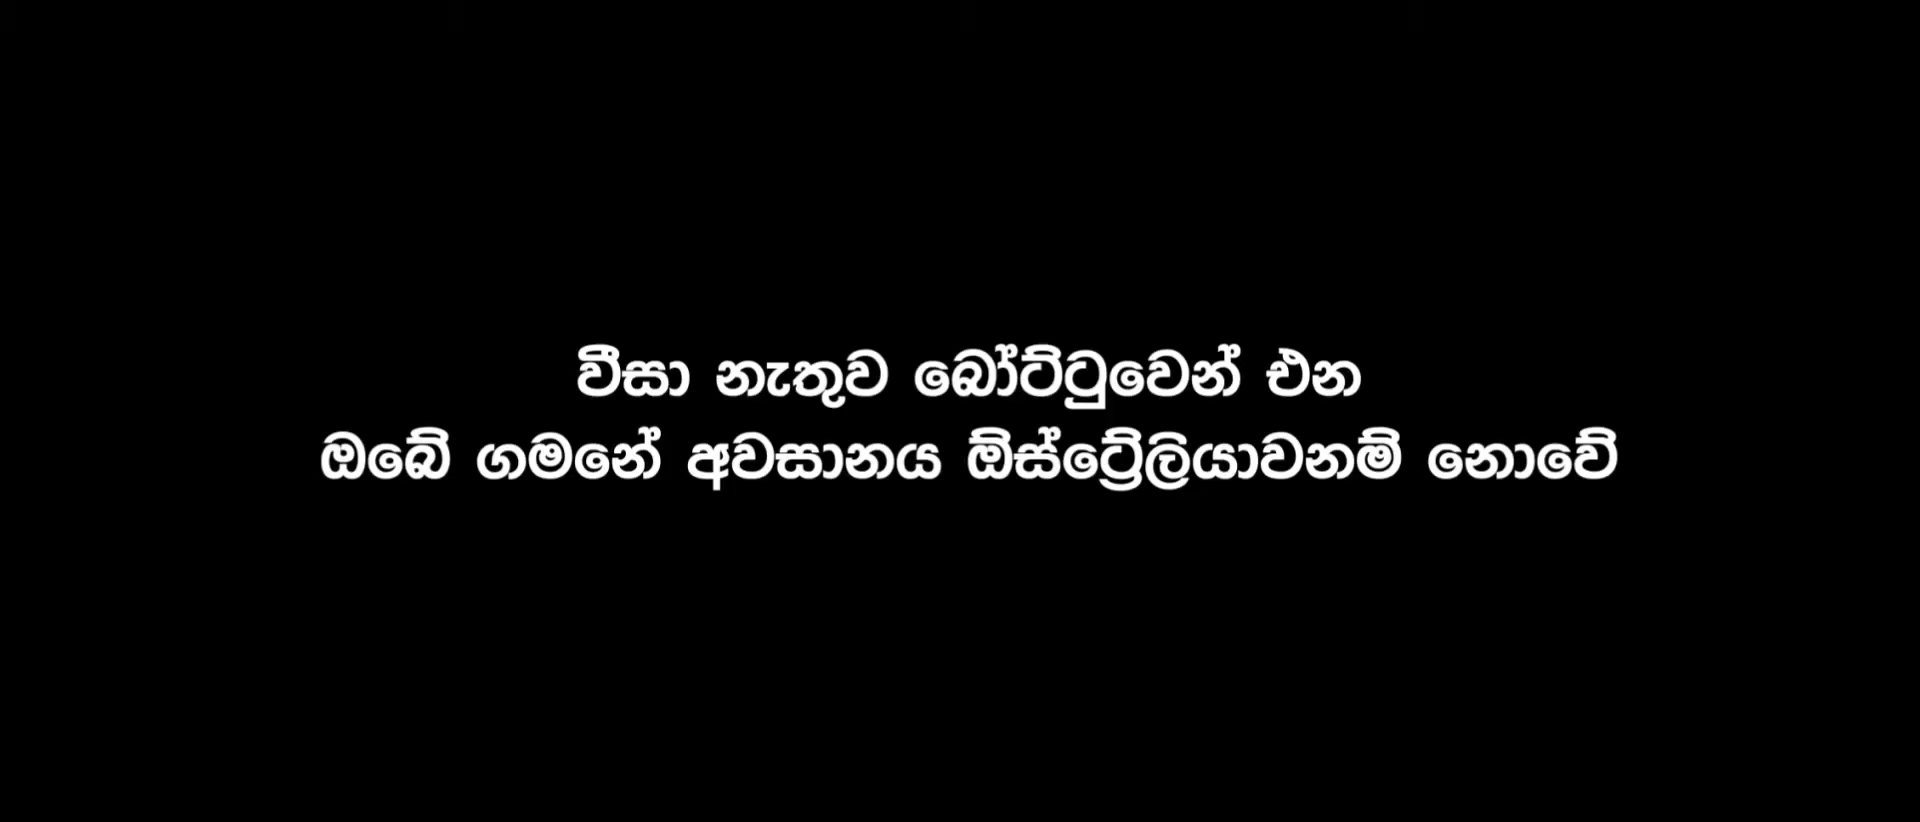 වීසා නැතුව බෝට්ටුවෙන් එන
ඔබේ ගමනේ අවසානය ඕස්ට්‍රේලියාවනම් නොවේ